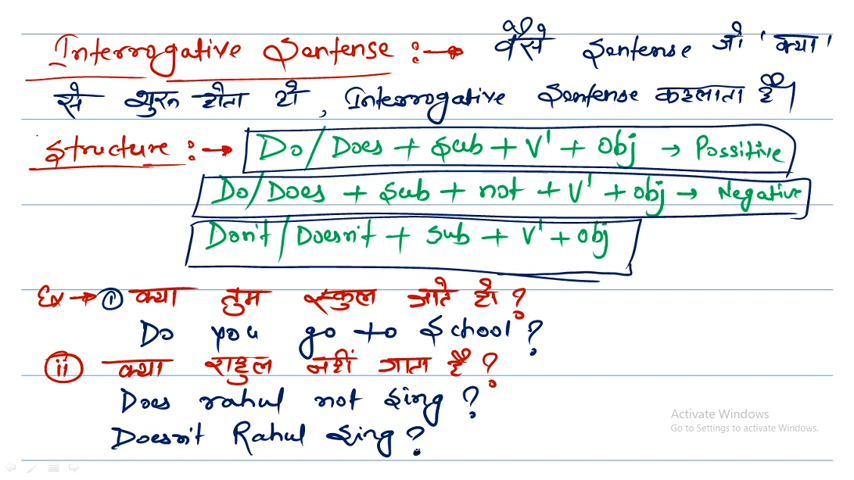 Interrogative Sentense :→ वैसे Sentense जो 'क्या'
से शुरू होता हो, Interrogative Sentense कहलाता है।
Structure :→ Do/Does + Sub + V¹ + Obj → Possitive
Do/Does + Sub + not + V¹ + obj → Negative
Don't/Doesn't + Sub + V¹ + Obj
Ex → (i) क्या तुम स्कुल जाते हो?
Do you go to School?
(ii) क्या राहुल नहीं गाता है?
Does rahul not Sing?
Doesn't Rahul Sing?
Activate Windows
Go to Settings to activate Windows.